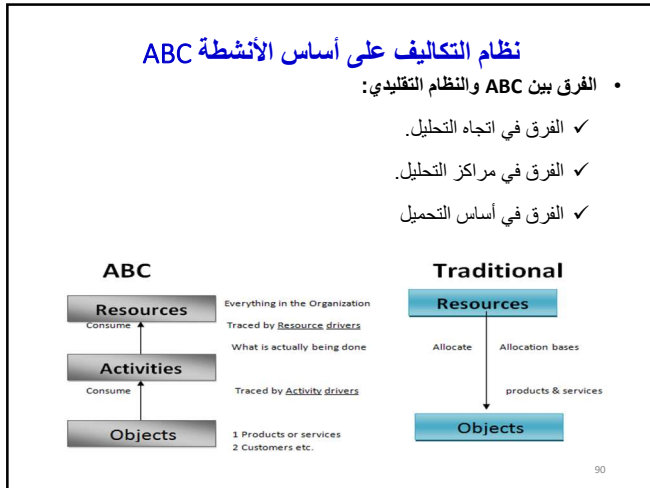 نظام التكاليف على أساس الأنشطة ABC
• الفرق بين ABC والنظام التقليدي:
✓ الفرق في اتجاه التحليل.
✓ الفرق في مراكز التحليل.
✓ الفرق في أساس التحميل
ABC
Resources
Everything in the Organization
Consume
Traced by Resource drivers
What is actually being done
Activities
Consume
Traced by Activity drivers
Objects
1 Products or services
2 Customers etc.
Traditional
Resources
Allocate
Allocation bases
products & services
Objects
90